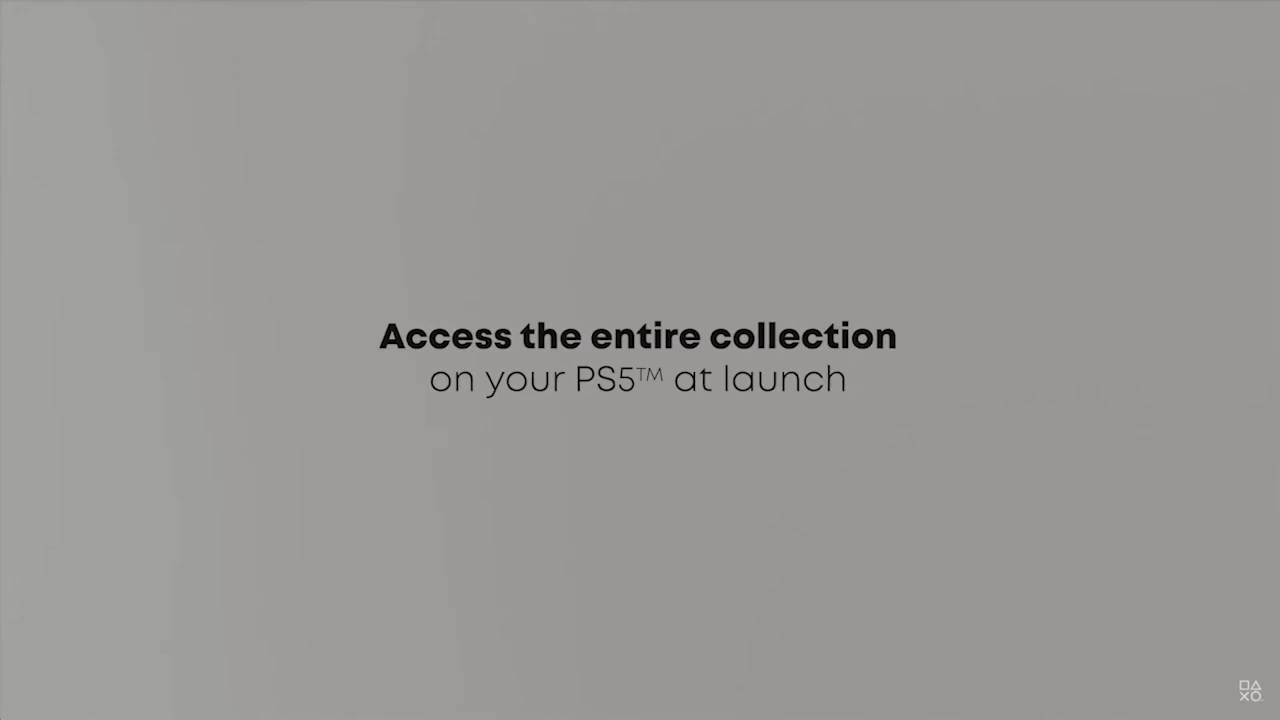 Access the entire collection
on your PS5™ at launch